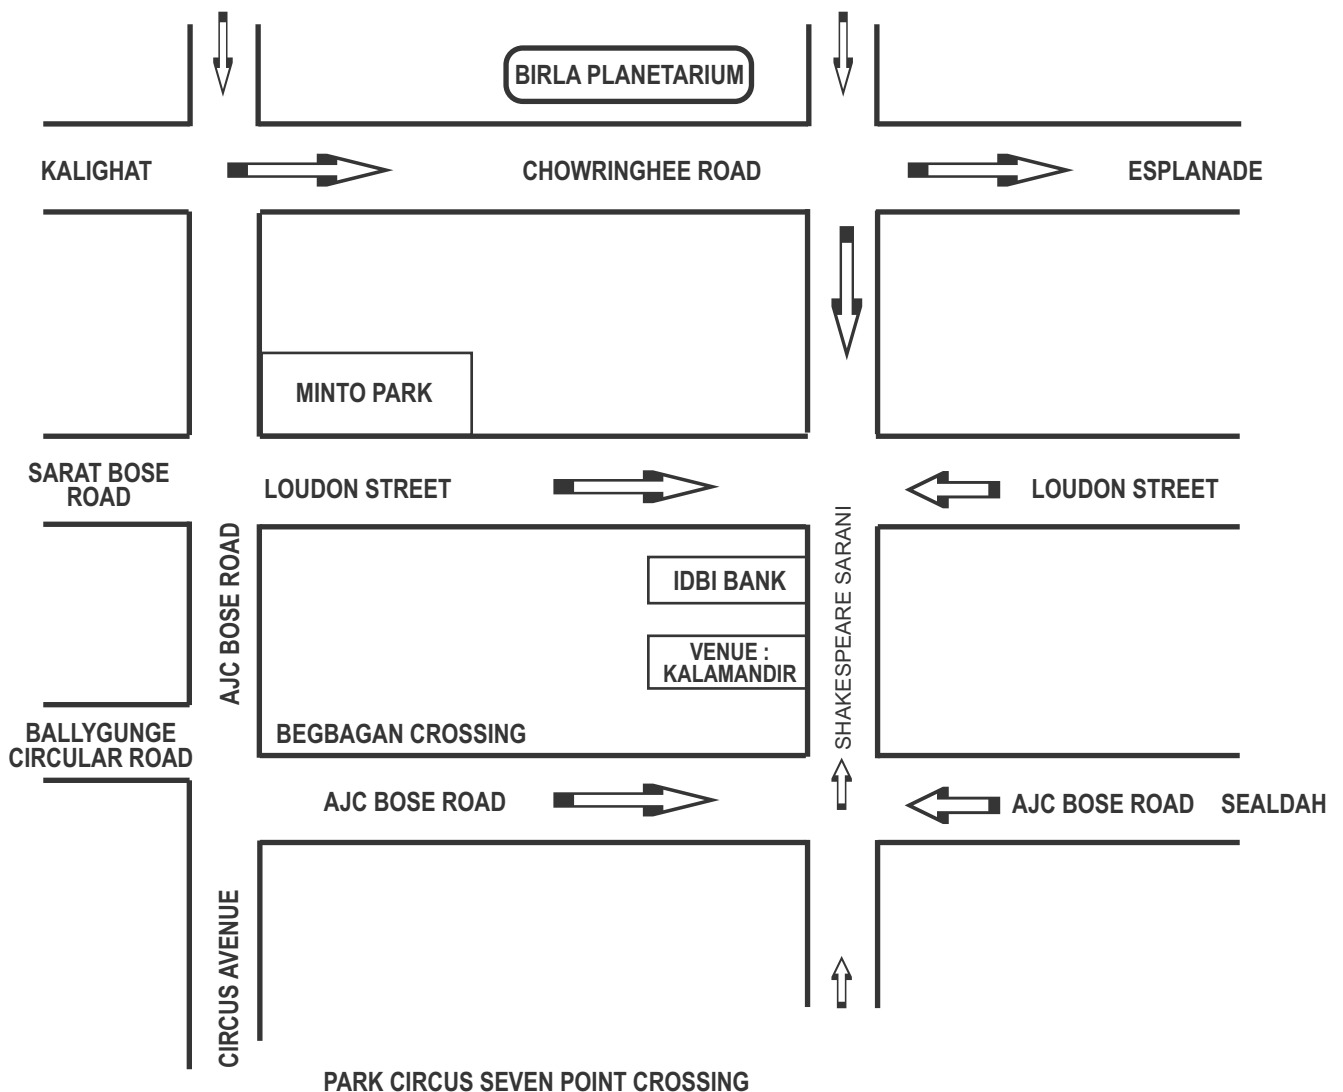 BIRLA PLANETARIUM
KALIGHAT
CHOWRINGHEE ROAD
ESPLANADE
MINTO PARK
SARAT BOSE
ROAD
LOUDON STREET
LOUDON STREET
AJC BOSE ROAD
SHAKESPEARE SARANI
IDBI BANK
VENUE :
KALAMANDIR
BALLYGUNGE
CIRCULAR ROAD
BEGBAGAN CROSSING
AJC BOSE ROAD
AJC BOSE ROAD
SEALDAH
CIRCUS AVENUE
PARK CIRCUS SEVEN POINT CROSSING